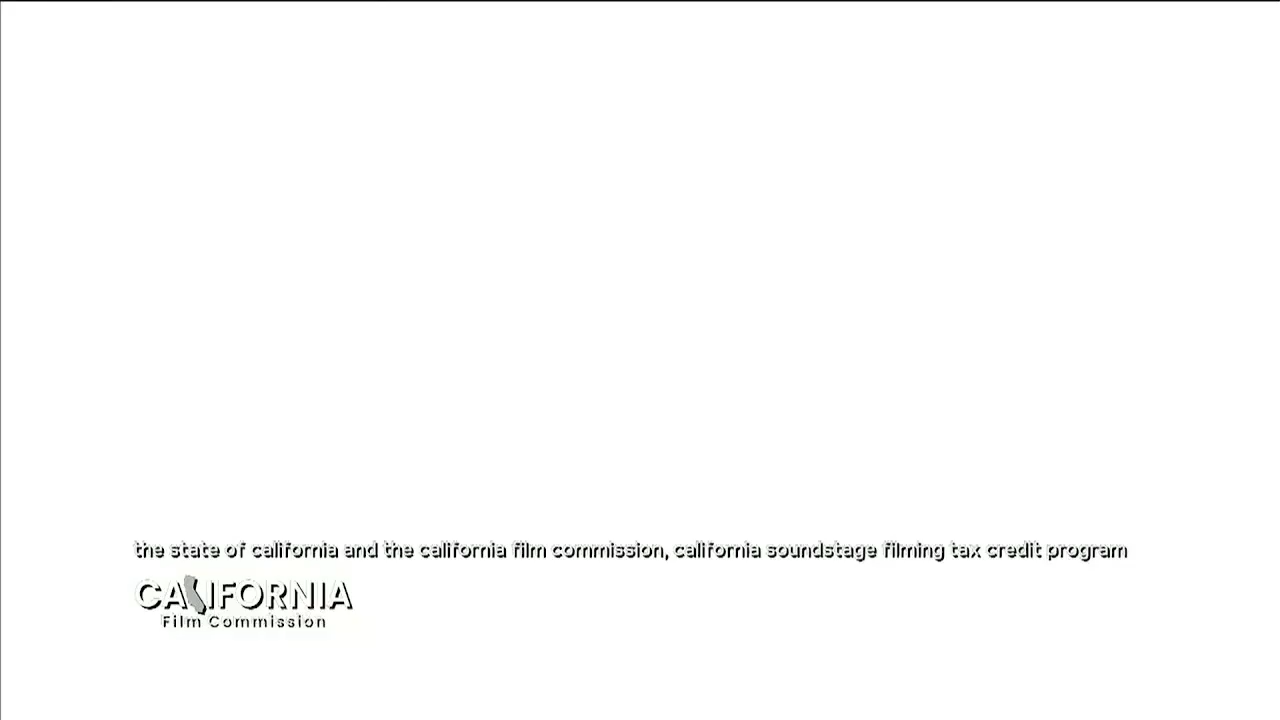 the state of california and the california film commission, california soundstage filming tax credit program
CALIFORNIA
Film Commission